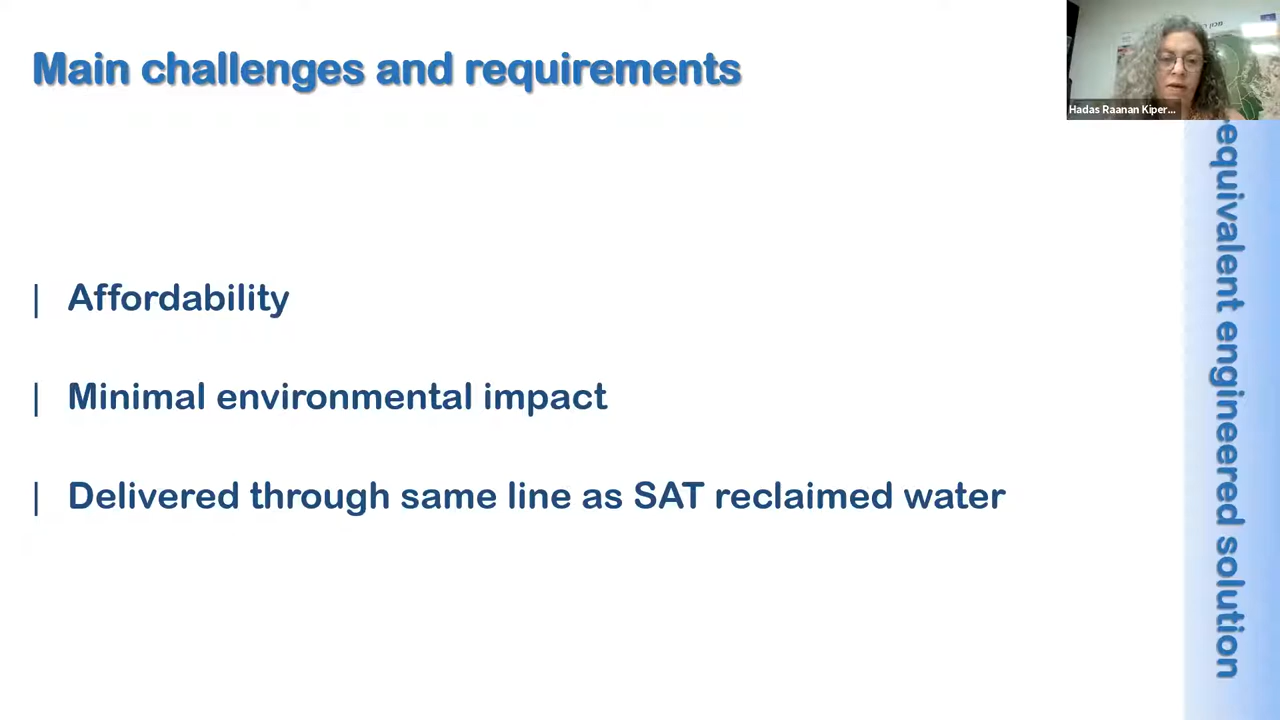 Main challenges and requirements
Hadas Raanan Kiper...
| Affordability
| Minimal environmental impact
| Delivered through same line as SAT reclaimed water
equivalent engineered solution